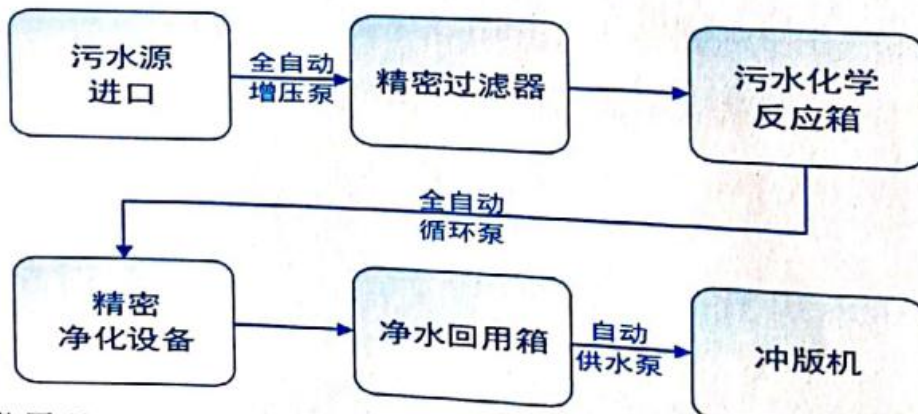 污水源
进口
全自动
增压泵
精密过滤器
污水化学
反应箱
全自动
循环泵
精密
净化设备
净水回用箱
自动
供水泵
冲版机